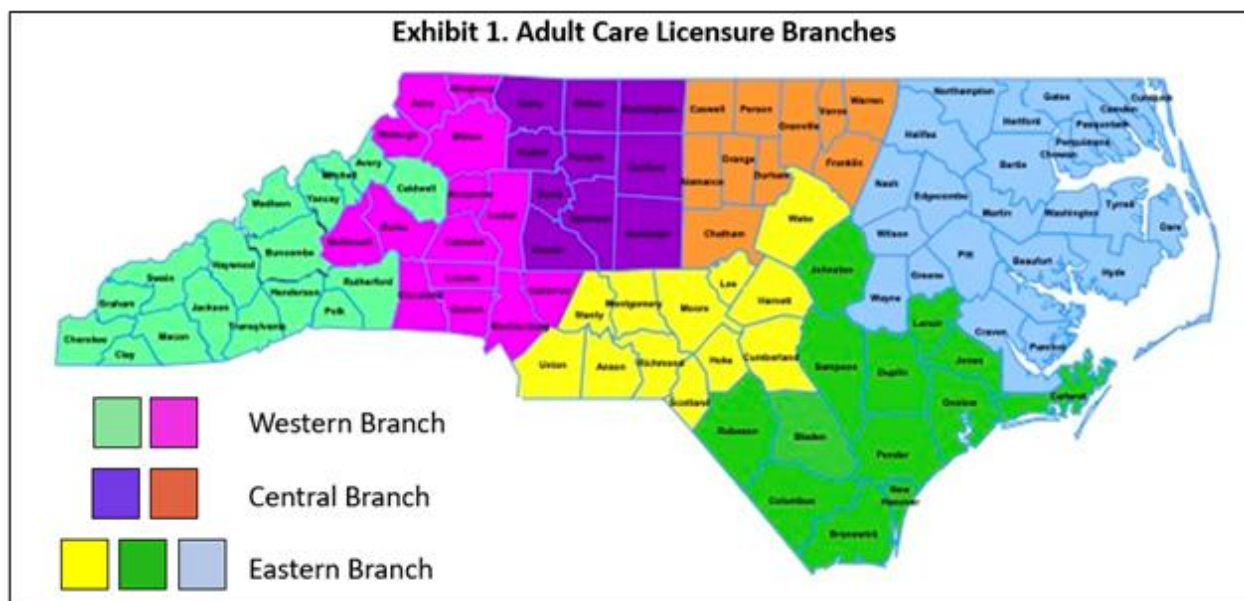 Exhibit 1. Adult Care Licensure Branches
Ashe
Alleghany
Stokes
Rockingham
Caswell
Person
Granville
Vance
Warren
Northampton
Gates
Camden
Currituck
Pasquotank
Perquimans
Chowan
Hertford
Halifax
Bertie
Watauga
Wilkes
Forsyth
Guilford
Alamance
Orange
Durham
Franklin
Nash
Edgecombe
Martin
Washington
Tyrrell
Dare
Avery
Mitchell
Caldwell
Alexander
Iredell
Davidson
Randolph
Chatham
Wake
Wilson
Pitt
Beaufort
Hyde
Madison
Yancey
McDowell
Burke
Catawba
Rowan
Lee
Johnston
Greene
Wayne
Craven
Pamlico
Buncombe
Haywood
Swain
Rutherford
Lincoln
Cleveland
Gaston
Mecklenburg
Stanly
Montgomery
Moore
Harnett
Lenoir
Jones
Carteret
Graham
Jackson
Henderson
Polk
Transylvania
Cherokee
Macon
Clay
Union
Anson
Richmond
Hoke
Cumberland
Scotland
Sampson
Duplin
Onslow
Robeson
Bladen
Pender
Columbus
New
Hanover
Brunswick
Western Branch
Central Branch
Eastern Branch